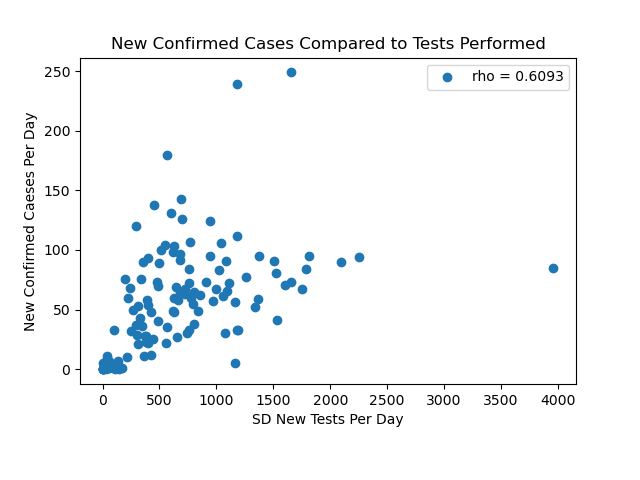 New Confirmed Cases Compared to Tests Performed
rho = 0.6093
New Confirmed Caeses Per Day
250
200
150
100
50
0
0 500 1000 1500 2000 2500 3000 3500 4000
SD New Tests Per Day